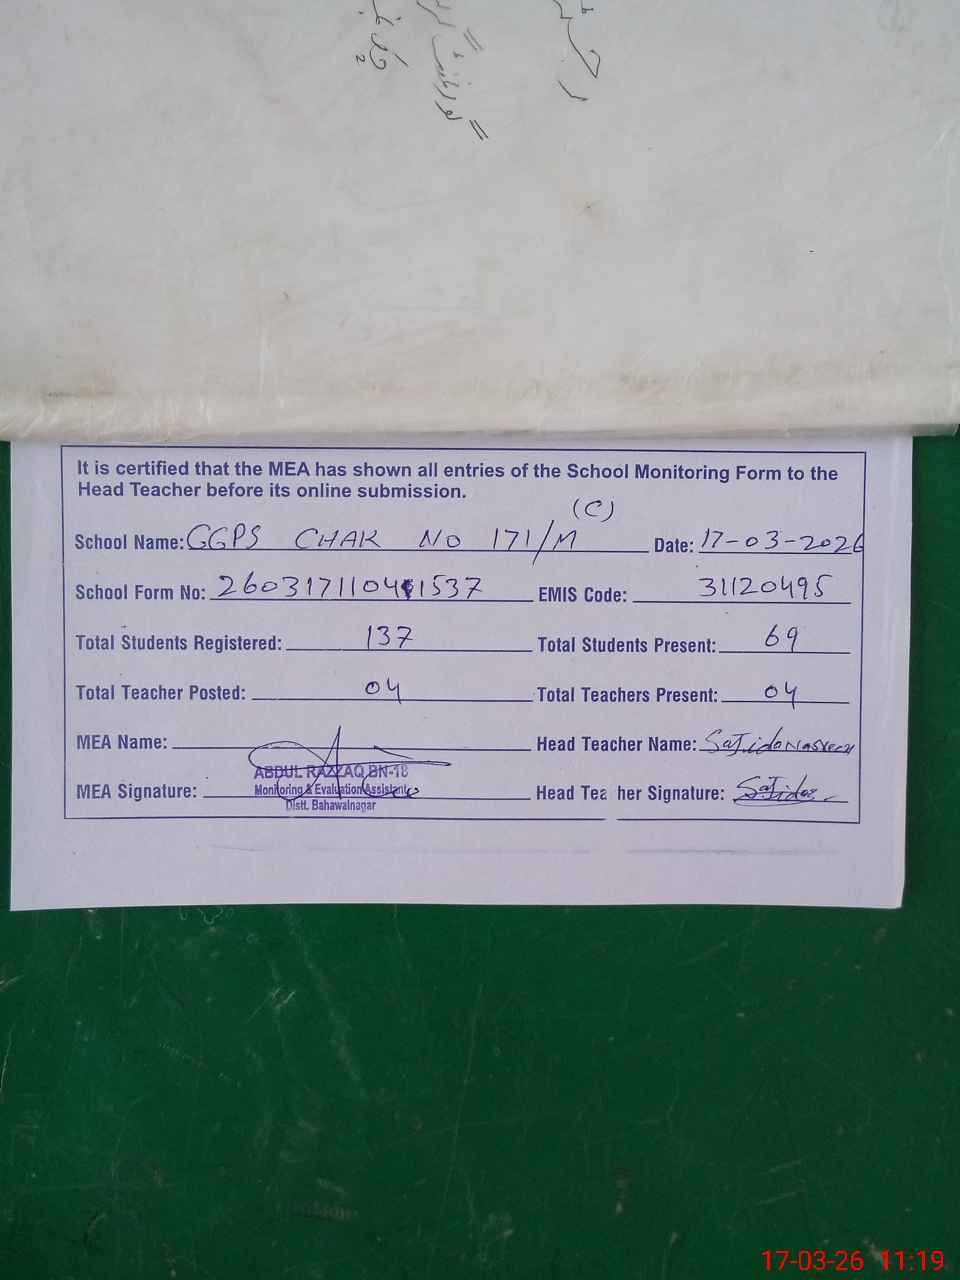 It is certified that the MEA has shown all entries of the School Monitoring Form to the
Head Teacher before its online submission.
(C)
School Name: GGPS CHAK NO 171/M Date: 17-03-2026
School Form No: EMIS Code: 31120495
Total Students Registered: 137 Total Students Present: 69
Total Teacher Posted: 04 Total Teachers Present: 04
MEA Name: Head Teacher Name: Sajida Nasreen
ABDUL RAZZAQ BN-18
MEA Signature: Monitoring & Evaluation Assistant Head Teacher Signature: Sajida
Distt. Bahawalnagar
17-03-26 11:19